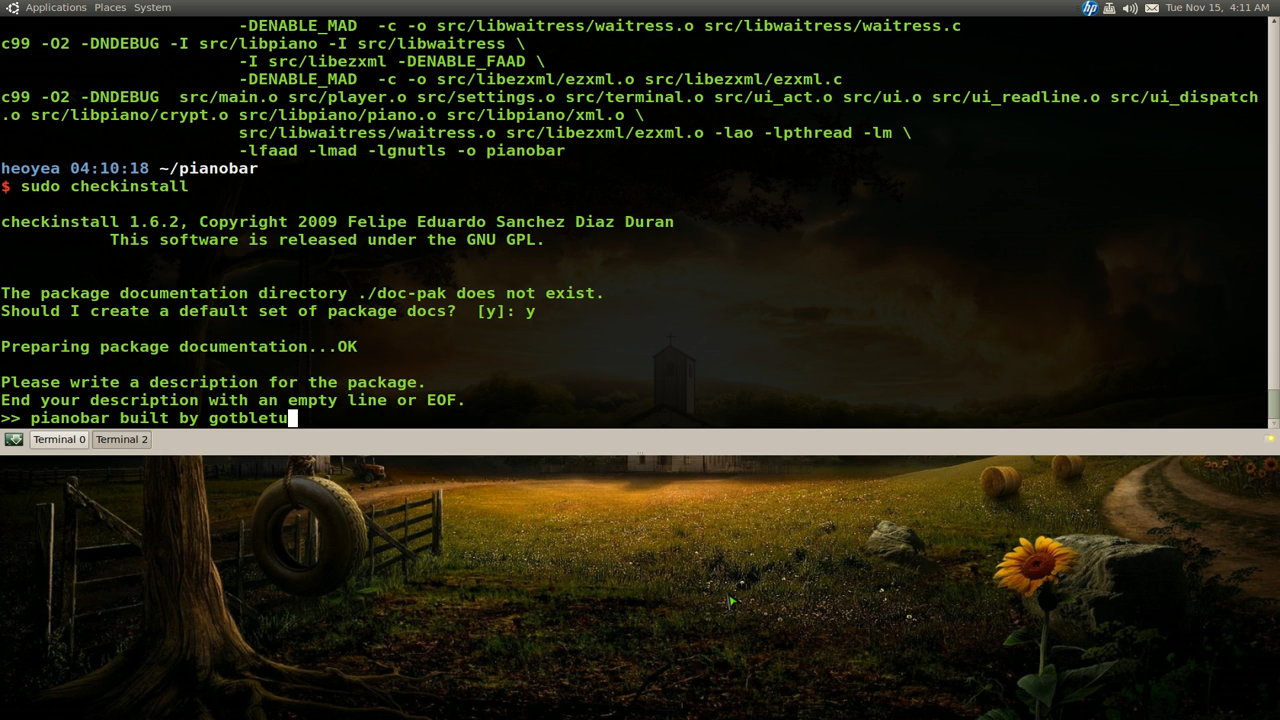 Applications Places System
hp
Tue Nov 15, 4:11 AM
-DENABLE_MAD  -c -o src/libwaitress/waitress.o src/libwaitress/waitress.c
c99 -O2 -DNDEBUG -I src/libpiano -I src/libwaitress \
-I src/libezxml -DENABLE_FAAD \
-DENABLE_MAD  -c -o src/libezxml/ezxml.o src/libezxml/ezxml.c
c99 -O2 -DNDEBUG  src/main.o src/player.o src/settings.o src/terminal.o src/ui_act.o src/ui.o src/ui_readline.o src/ui_dispatch
.o src/libpiano/crypt.o src/libpiano/piano.o src/libpiano/xml.o \
src/libwaitress/waitress.o src/libezxml/ezxml.o -lao -lpthread -lm \
-lfaad -lmad -lgnutls -o pianobar
heoyea 04:10:18 ~/pianobar
$ sudo checkinstall
checkinstall 1.6.2, Copyright 2009 Felipe Eduardo Sanchez Diaz Duran
This software is released under the GNU GPL.
The package documentation directory ./doc-pak does not exist.
Should I create a default set of package docs?  [y]: y
Preparing package documentation...OK
Please write a description for the package.
End your description with an empty line or EOF.
>> pianobar built by gotbletu
Terminal 0 Terminal 2